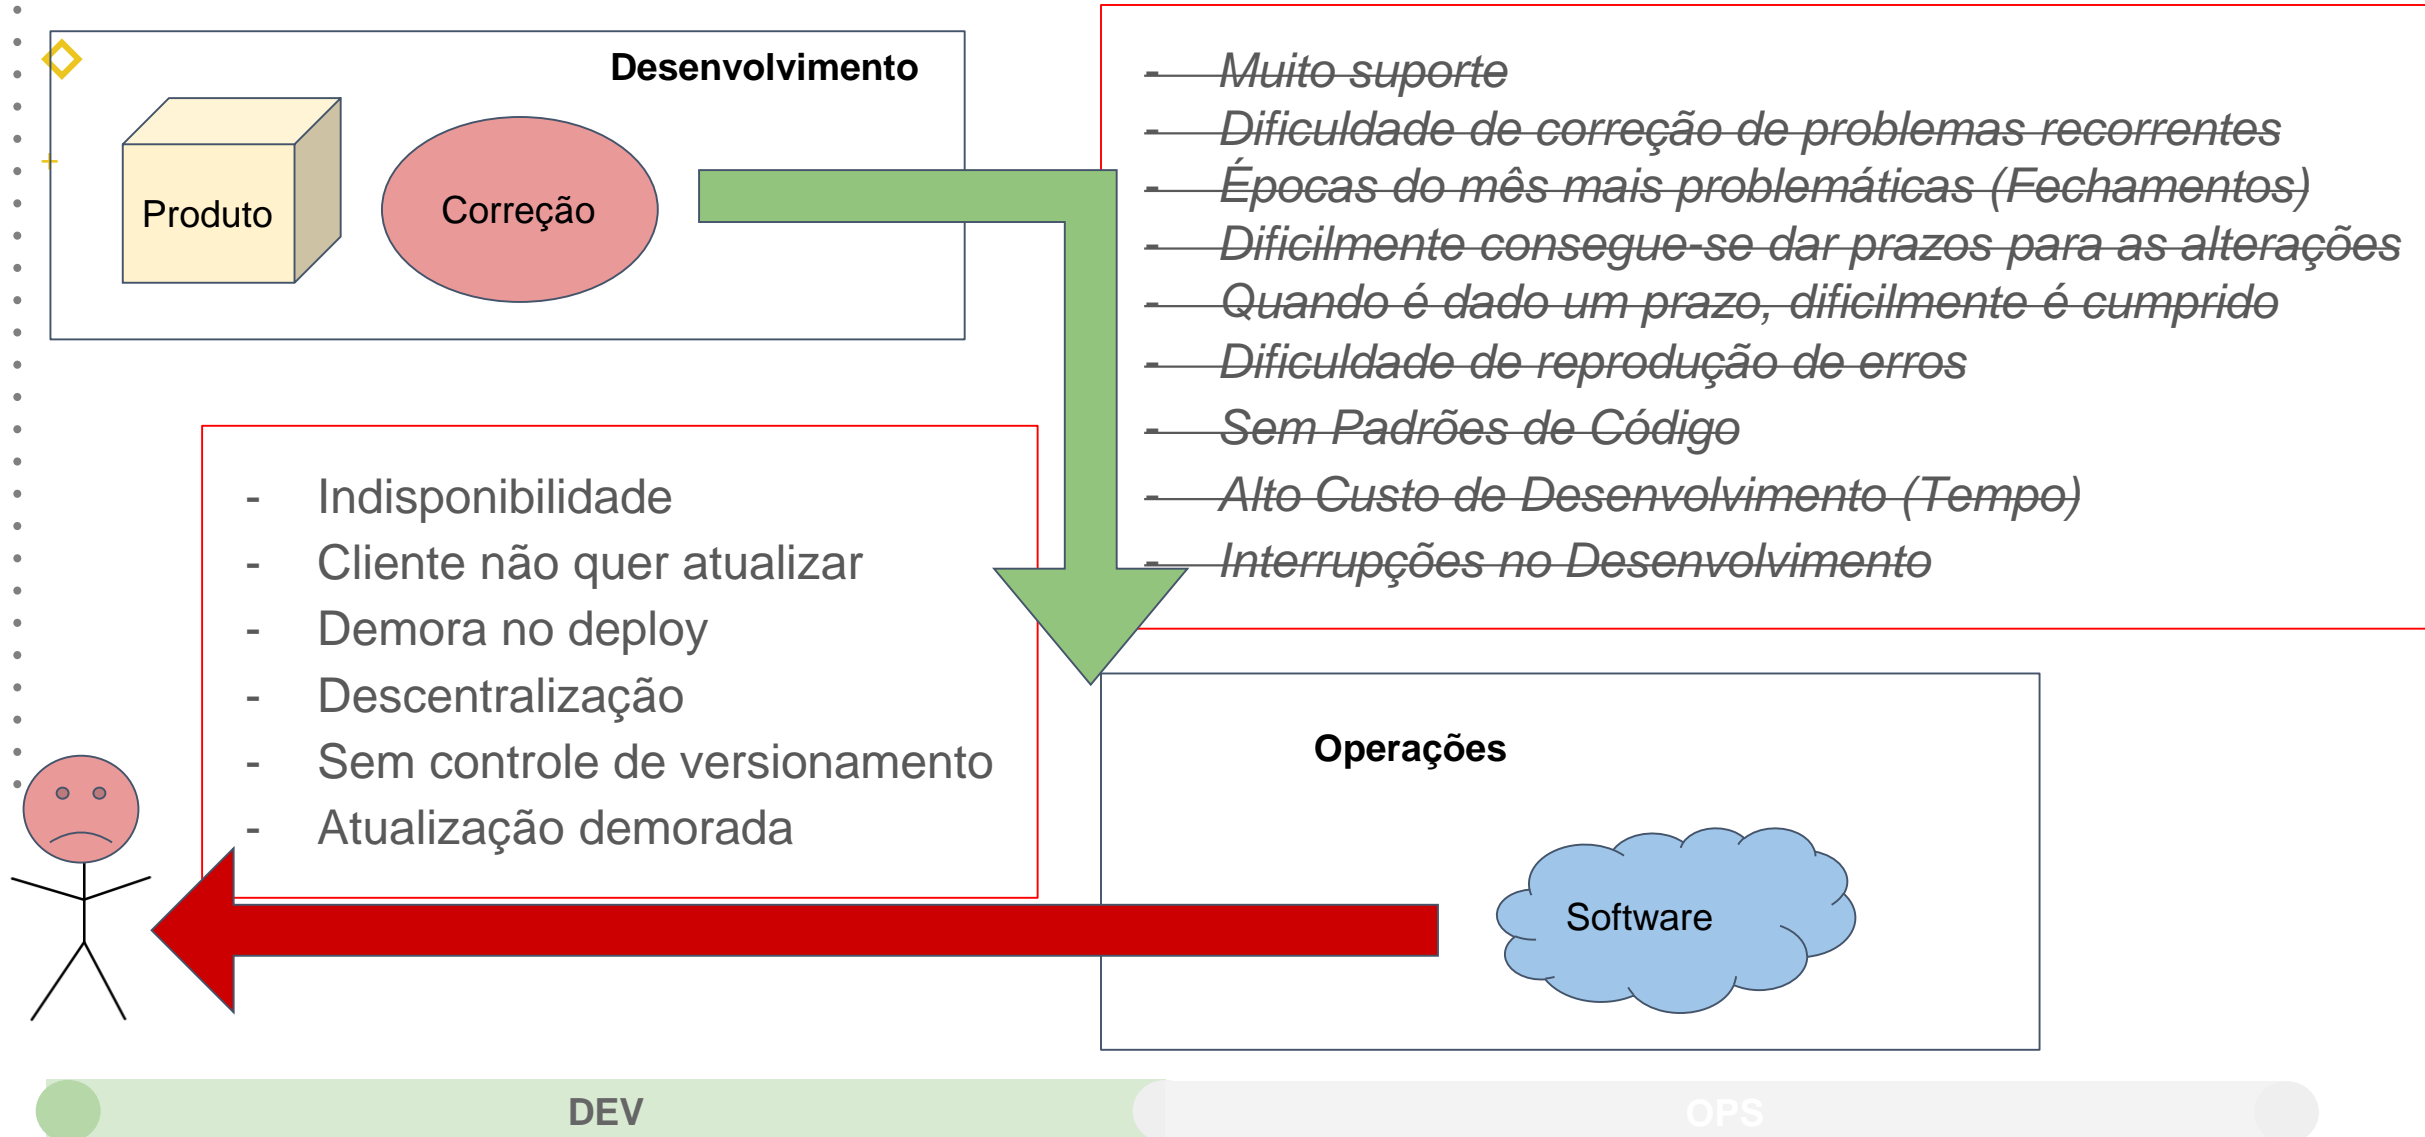 Desenvolvimento
Produto
Correção
- Muito suporte
- Dificuldade de correção de problemas recorrentes
- Épocas do mês mais problemáticas (Fechamentos)
- Dificilmente consegue-se dar prazos para as alterações
- Quando é dado um prazo, dificilmente é cumprido
- Dificuldade de reprodução de erros
- Sem Padrões de Código
- Alto Custo de Desenvolvimento (Tempo)
- Interrupções no Desenvolvimento
- Indisponibilidade
- Cliente não quer atualizar
- Demora no deploy
- Descentralização
- Sem controle de versionamento
- Atualização demorada
Operações
Software
DEV
OPS